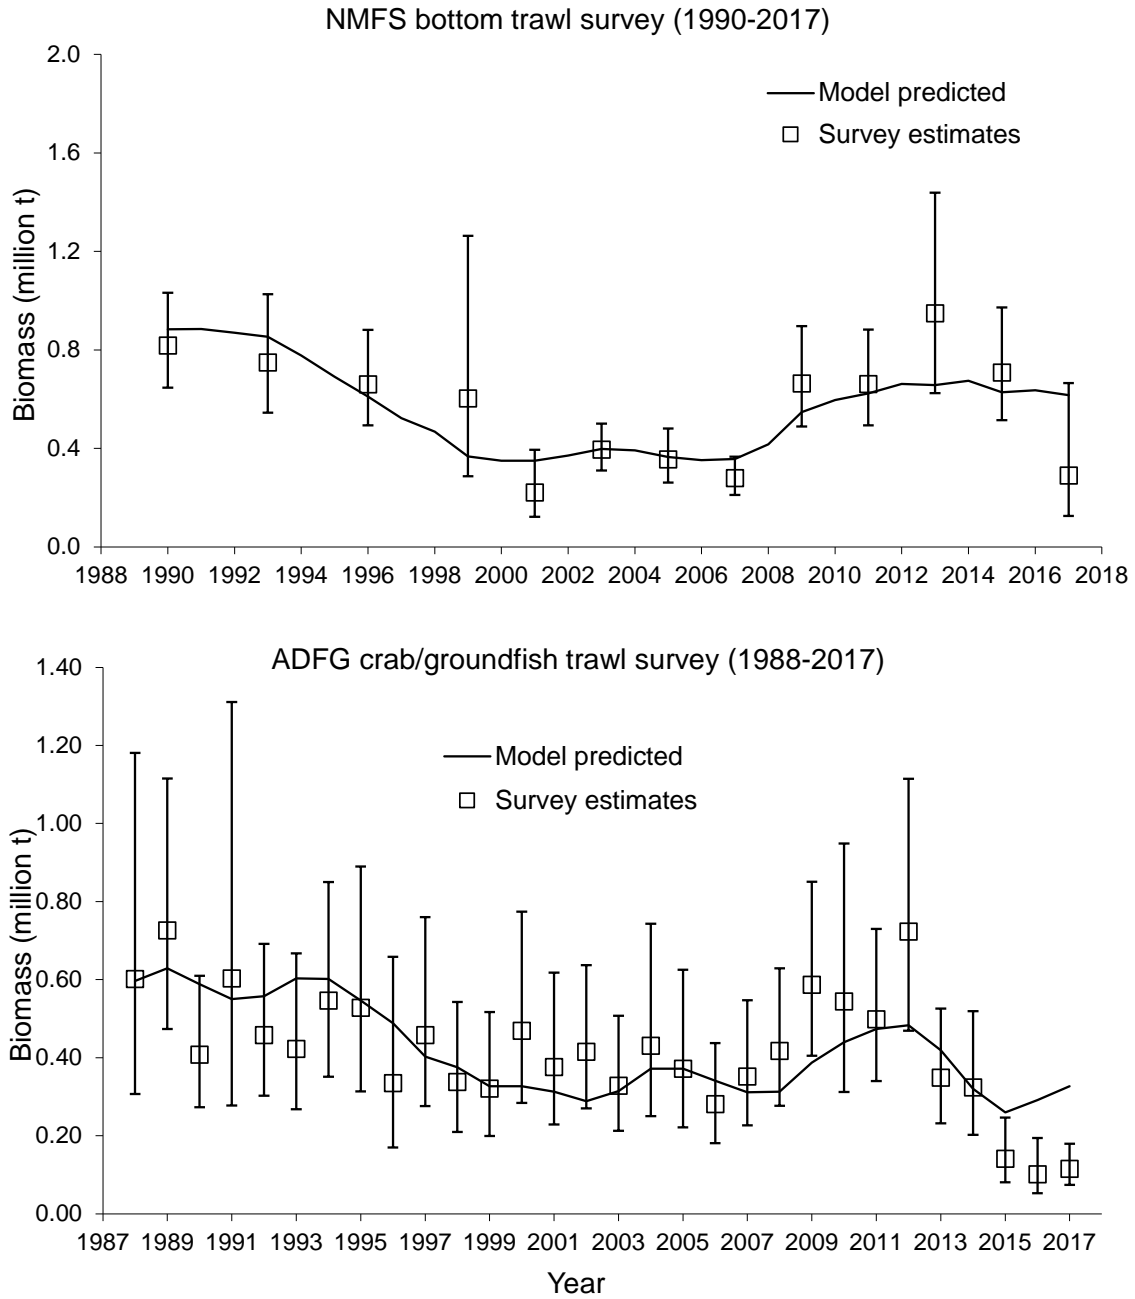 NMFS bottom trawl survey (1990-2017)
2.0
1.6
1.2
0.8
0.4
0.0
Biomass (million t)
Model predicted
Survey estimates
1988 1990 1992 1994 1996 1998 2000 2002 2004 2006 2008 2010 2012 2014 2016 2018
ADFG crab/groundfish trawl survey (1988-2017)
1.40
1.20
1.00
0.80
0.60
0.40
0.20
0.00
Biomass (million t)
Model predicted
Survey estimates
1987 1989 1991 1993 1995 1997 1999 2001 2003 2005 2007 2009 2011 2013 2015 2017
Year